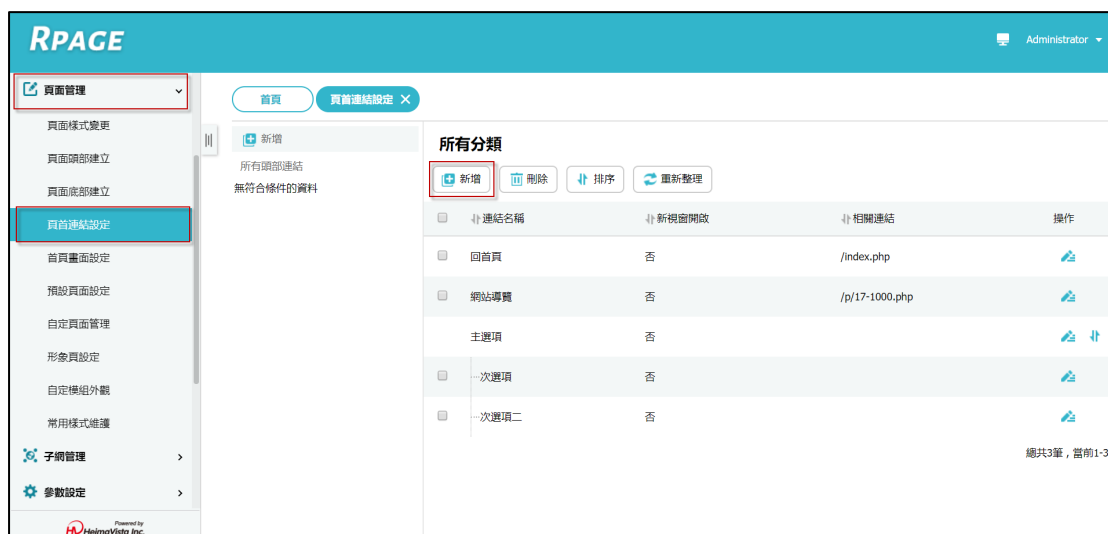 RPAGE
Administrator
頁面管理
頁面樣式變更
頁面頭部建立
頁面底部建立
頁首連結設定
首頁畫面設定
預設頁面設定
自定頁面管理
形象頁設定
自定模組外觀
常用樣式維護
子網管理
參數設定
Powered by
HeimaVista Inc.
首頁 頁首連結設定
新增
所有頭部連結
無符合條件的資料
所有分類
新增 刪除 排序 重新整理
連結名稱 新視窗開啟 相關連結 操作
回首頁 否 /index.php
網站導覽 否 /p/17-1000.php
主選項 否
次選項 否
次選項二 否
總共3筆 , 當前1-3